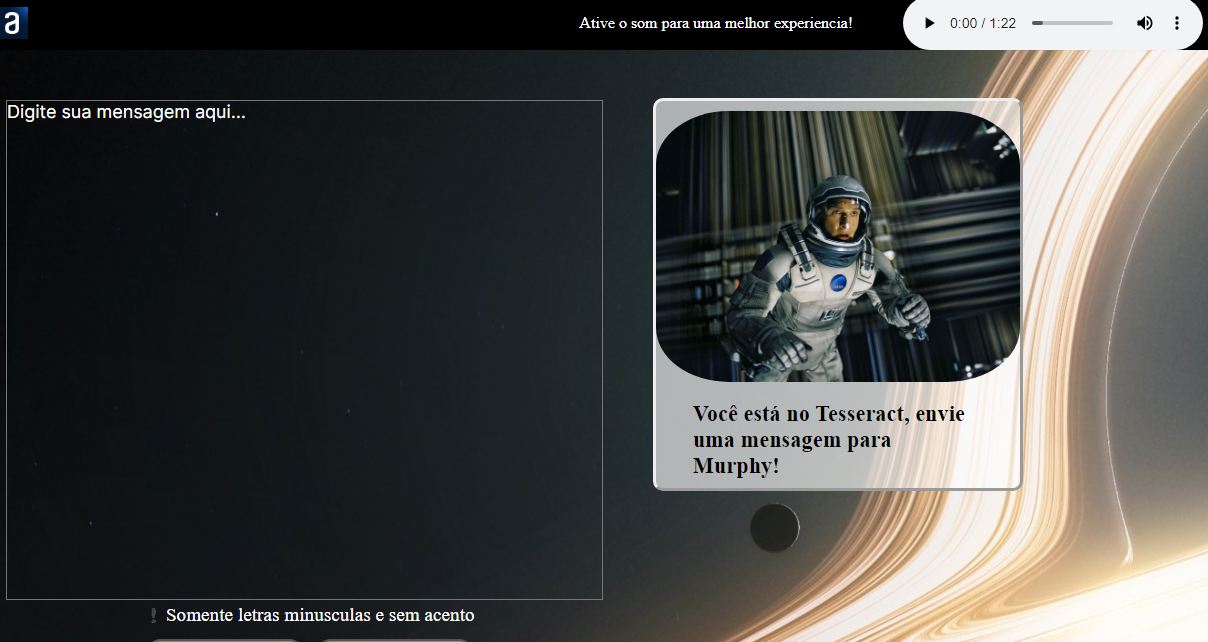 a
Ative o som para uma melhor experiencia!
0:00 / 1:22
Digite sua mensagem aqui...
Você está no Tesseract, envie
uma mensagem para
Murphy!
! Somente letras minusculas e sem acento